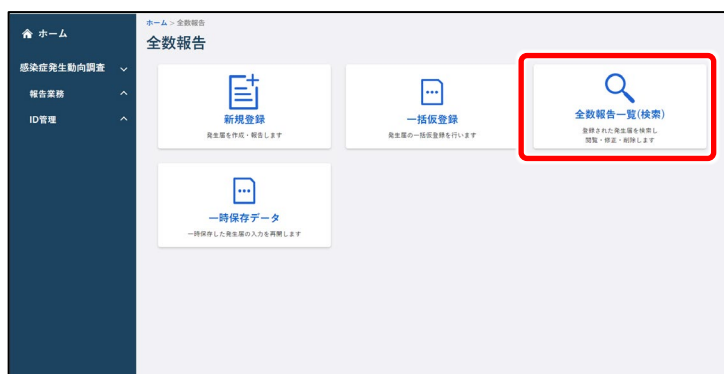 ホーム
感染症発生動向調査
報告業務
ID管理
ホーム > 全数報告
全数報告
新規登録
発生届を作成・報告します
一括仮登録
発生届の一括仮登録を行います
全数報告一覧(検索)
登録された発生届を検索し
閲覧・修正・削除します
一時保存データ
一時保存した発生届の入力を再開します